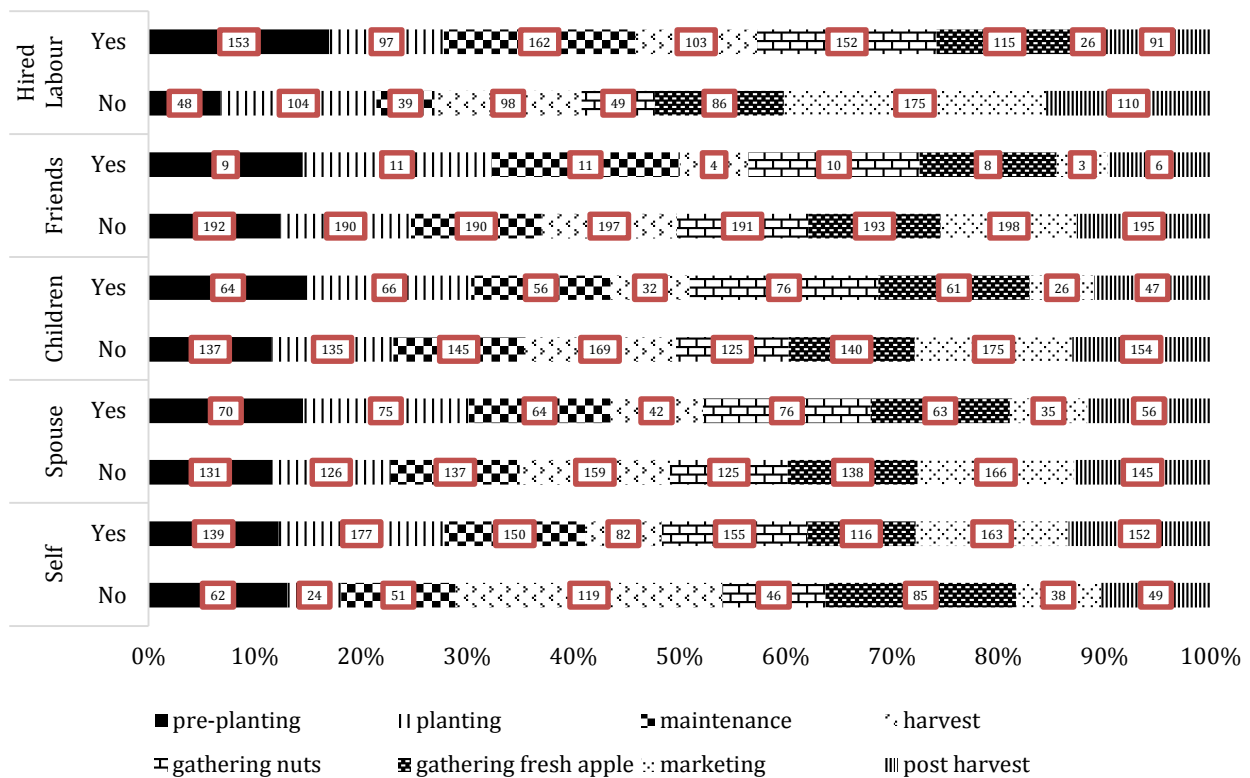 Hired Labour
Yes 153 97 162 103 152 115 26 91
No 48 104 39 98 49 86 175 110
Friends
Yes 9 11 11 4 10 8 3 6
No 192 190 190 197 191 193 198 195
Children
Yes 64 66 56 32 76 61 26 47
No 137 135 145 169 125 140 175 154
Spouse
Yes 70 75 64 42 76 63 35 56
No 131 126 137 159 125 138 166 145
Self
Yes 139 177 150 82 155 116 163 152
No 62 24 51 119 46 85 38 49
0% 10% 20% 30% 40% 50% 60% 70% 80% 90% 100%
pre-planting planting maintenance harvest
gathering nuts gathering fresh apple marketing post harvest